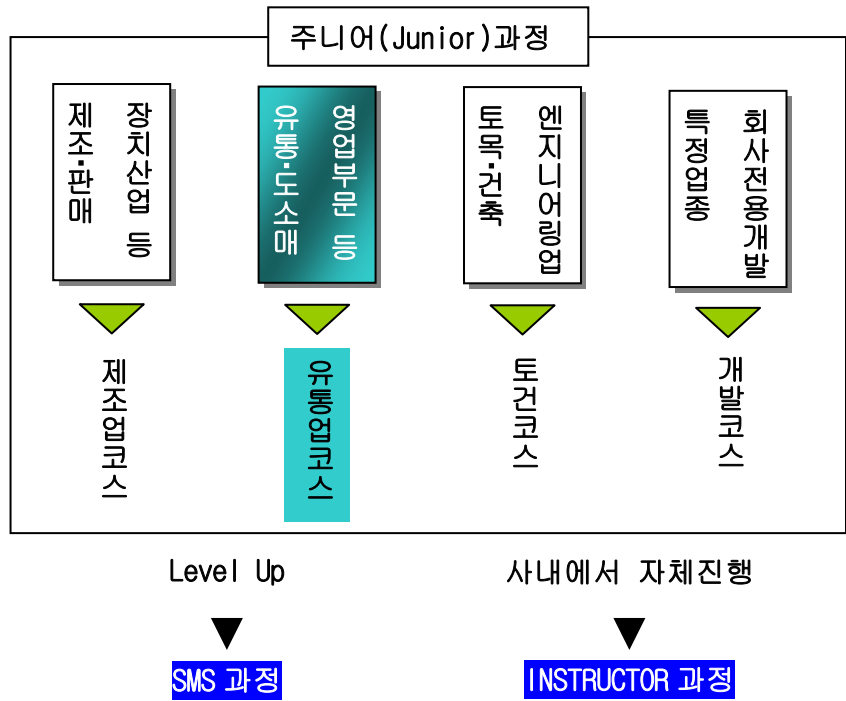 주니어(Junior)과정
제조·판매
장치산업 등
유통·도소매
영업부문 등
토목·건축
엔지니어링업
특정업종
회사전용개발
제조업코스
유통업코스
토건코스
개발코스
Level Up
사내에서 자체진행
SMS 과정
INSTRUCTOR 과정